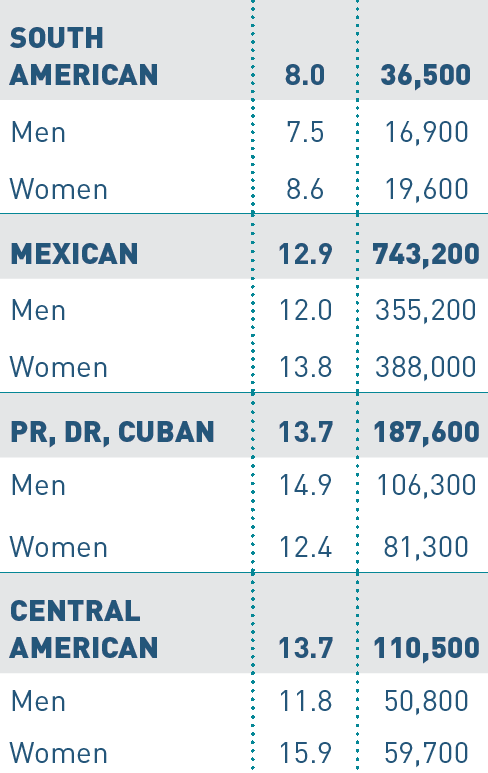 SOUTH
AMERICAN 8.0 36,500
Men 7.5 16,900
Women 8.6 19,600
MEXICAN 12.9 743,200
Men 12.0 355,200
Women 13.8 388,000
PR, DR, CUBAN 13.7 187,600
Men 14.9 106,300
Women 12.4 81,300
CENTRAL
AMERICAN 13.7 110,500
Men 11.8 50,800
Women 15.9 59,700